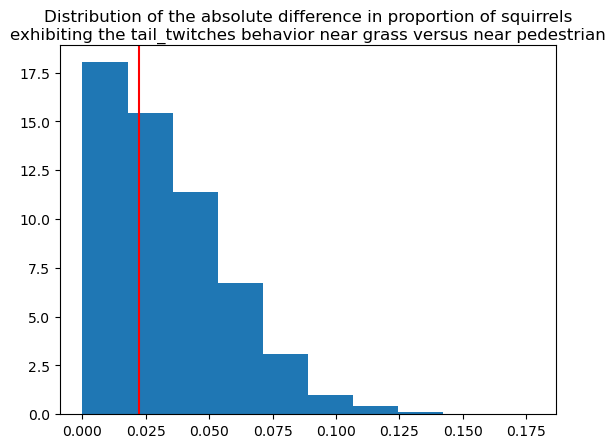 Distribution of the absolute difference in proportion of squirrels
exhibiting the tail_twitches behavior near grass versus near pedestrian
17.5
15.0
12.5
10.0
7.5
5.0
2.5
0.0
0.000 0.025 0.050 0.075 0.100 0.125 0.150 0.175